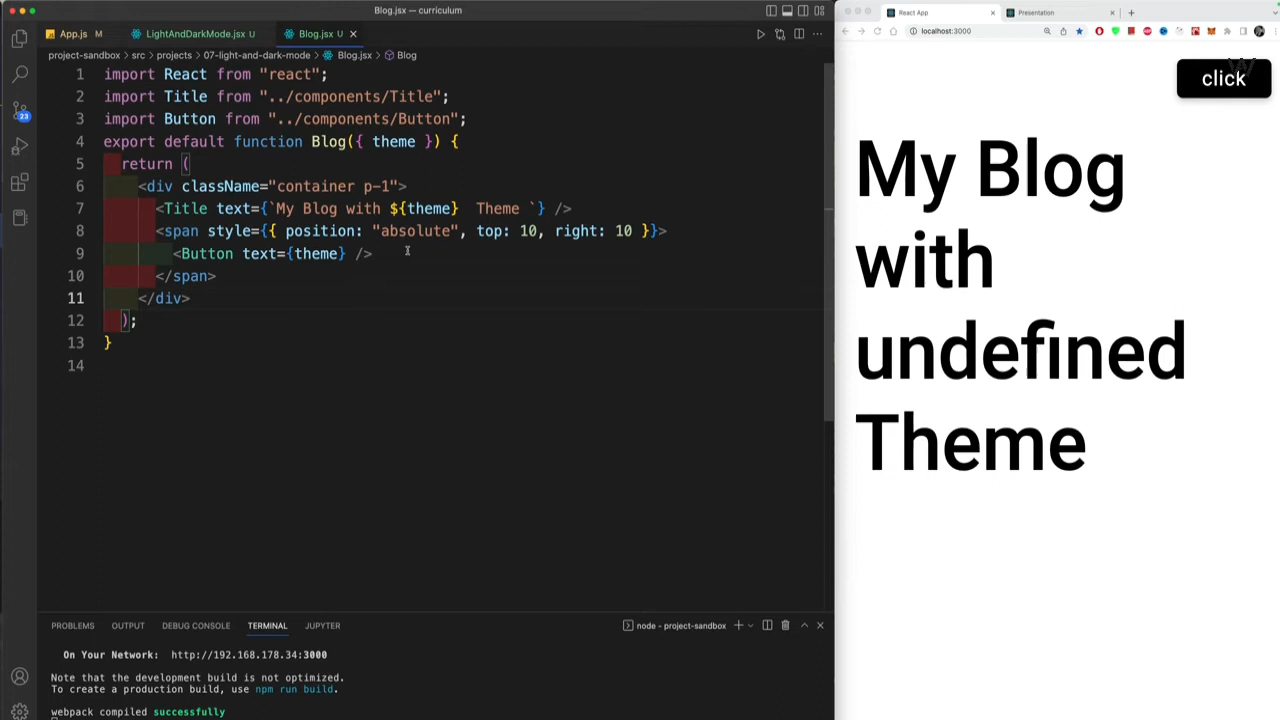 Blog.jsx — curriculum
App.js M
LightAndDarkMode.jsx U
Blog.jsx U
project-sandbox > src > projects > 07-light-and-dark-mode > Blog.jsx > Blog
1 import React from "react";
2 import Title from "../components/Title";
3 import Button from "../components/Button";
4 export default function Blog({ theme }) {
5 return (
6 <div className="container p-1">
7 <Title text={`My Blog with ${theme}  Theme `} />
8 <span style={{ position: "absolute", top: 10, right: 10 }}>
9 <Button text={theme} />
10 </span>
11 </div>
12 );
13 }
14
23
PROBLEMS OUTPUT DEBUG CONSOLE TERMINAL JUPYTER
node - project-sandbox
On Your Network: http://192.168.178.34:3000
Note that the development build is not optimized.
To create a production build, use npm run build.
webpack compiled successfully
React App
Presentation
localhost:3000
click
My Blog
with
undefined
Theme